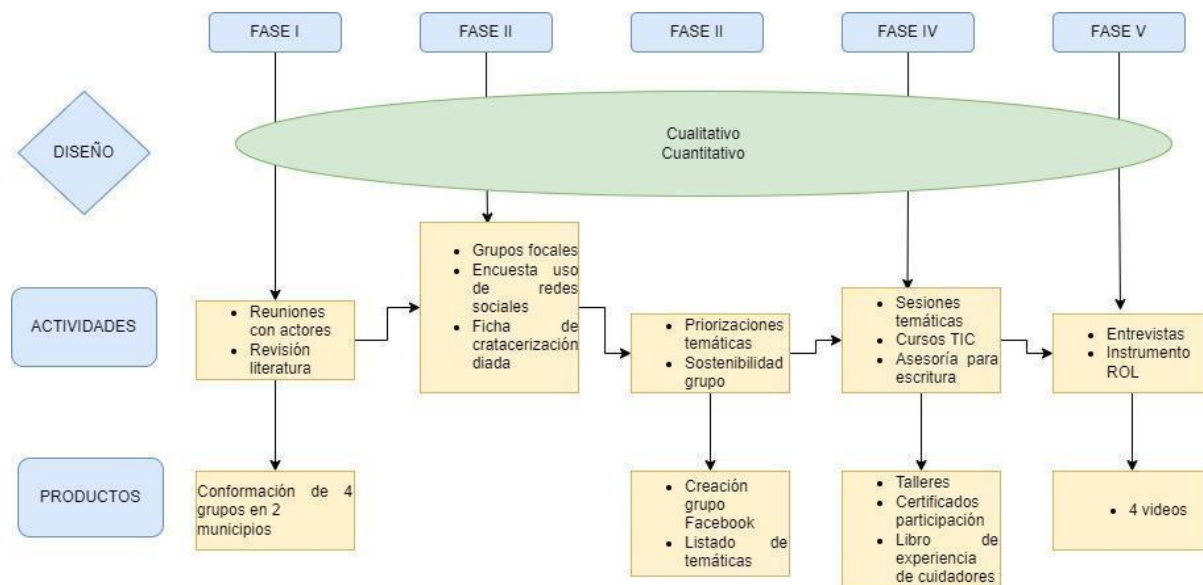 FASE I
FASE II
FASE II
FASE IV
FASE V
DISEÑO
Cualitativo
Cuantitativo
ACTIVIDADES
• Reuniones
con actores
• Revisión
literatura
• Grupos focales
• Encuesta uso
de redes
sociales
• Ficha de
cratacerización
diada
• Priorizaciones
temáticas
• Sostenibilidad
grupo
• Sesiones
temáticas
• Cursos TIC
• Asesoría para
escritura
• Entrevistas
• Instrumento
ROL
PRODUCTOS
Conformación de 4
grupos en 2
municipios
• Creación
grupo
Facebook
• Listado de
temáticas
• Talleres
• Certificados
participación
• Libro de
experiencia
de cuidadores
• 4 videos